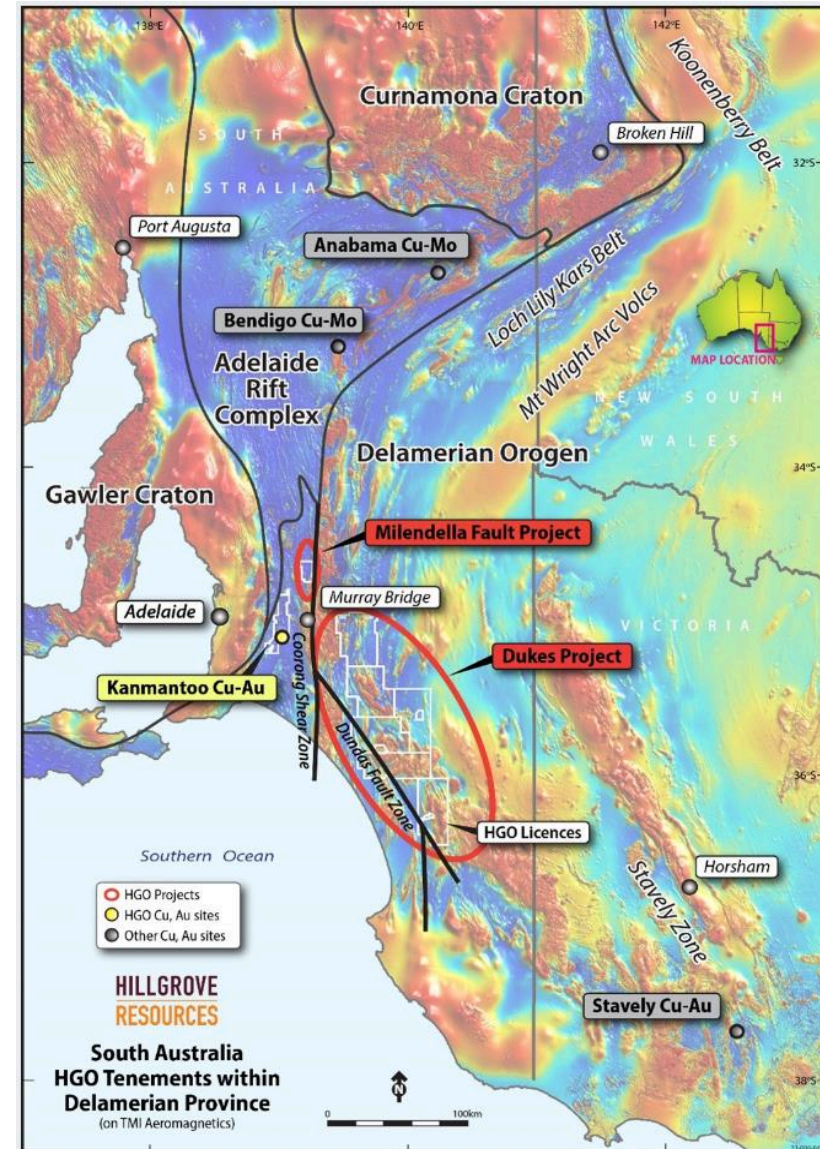 138°E
140°E
142°E
Koonenberry Belt
Curnamona Craton
SOUTH
AUSTRALIA
Broken Hill
32°S
Port Augusta
Anabama Cu-Mo
Loch Lily Kars Belt
Bendigo Cu-Mo
Mt Wright Arc Volcs
MAP LOCATION
Adelaide
Rift
Complex
NEW SOUTH
WALES
Delamerian Orogen
34°S
Gawler Craton
Milendella Fault Project
Murray Bridge
Adelaide
VICTORIA
Dukes Project
Kanmantoo Cu-Au
Coorong Shear Zone
Dundas Fault Zone
36°S
HGO Licences
Southern Ocean
Horsham
Stavely Zone
HGO Projects
HGO Cu, Au sites
Other Cu, Au sites
HILLGROVE
RESOURCES
Stavely Cu-Au
South Australia
HGO Tenements within
Delamerian Province
(on TMI Aeromagnetics)
N
0
100km
38°S